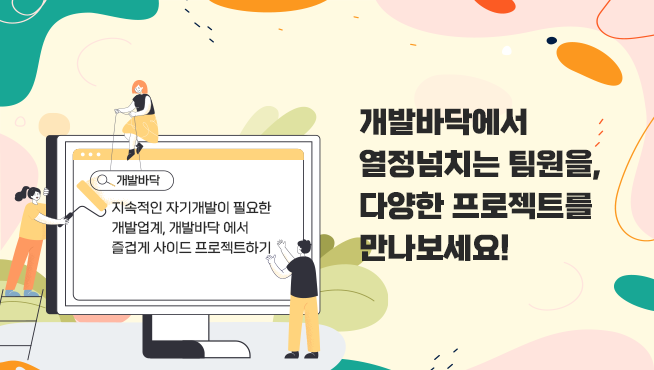 개발바닥
지속적인 자기개발이 필요한
개발업계, 개발바닥 에서
즐겁게 사이드 프로젝트하기
개발바닥에서
열정넘치는 팀원을,
다양한 프로젝트를
만나보세요!